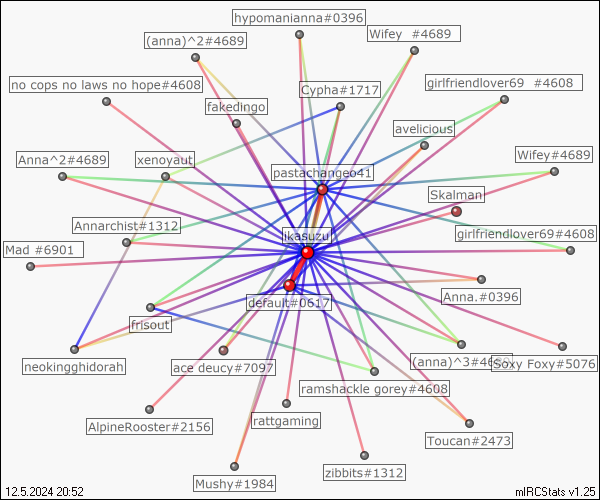 hypomanianna#0396
(anna)^2#4689
Wifey #4689
no cops no laws no hope#4608
Cypha#1717
girlfriendlover69 #4608
fakedingo
avelicious
Anna^2#4689
xenoyaut
Wifey#4689
pastachangeo41
Skalman
Annarchist#1312
jkasuzu
girlfriendlover69#4608
Mad #6901
Anna.#0396
default#0617
frisout
(anna)^3#46
Soxy Foxy#5076
neokingghidorah
ace deucy#7097
ramshackle gorey#4608
AlpineRooster#2156
rattgaming
Toucan#2473
zibbits#1312
Mushy#1984
12.5.2024 20:52
mIRCStats v1.25